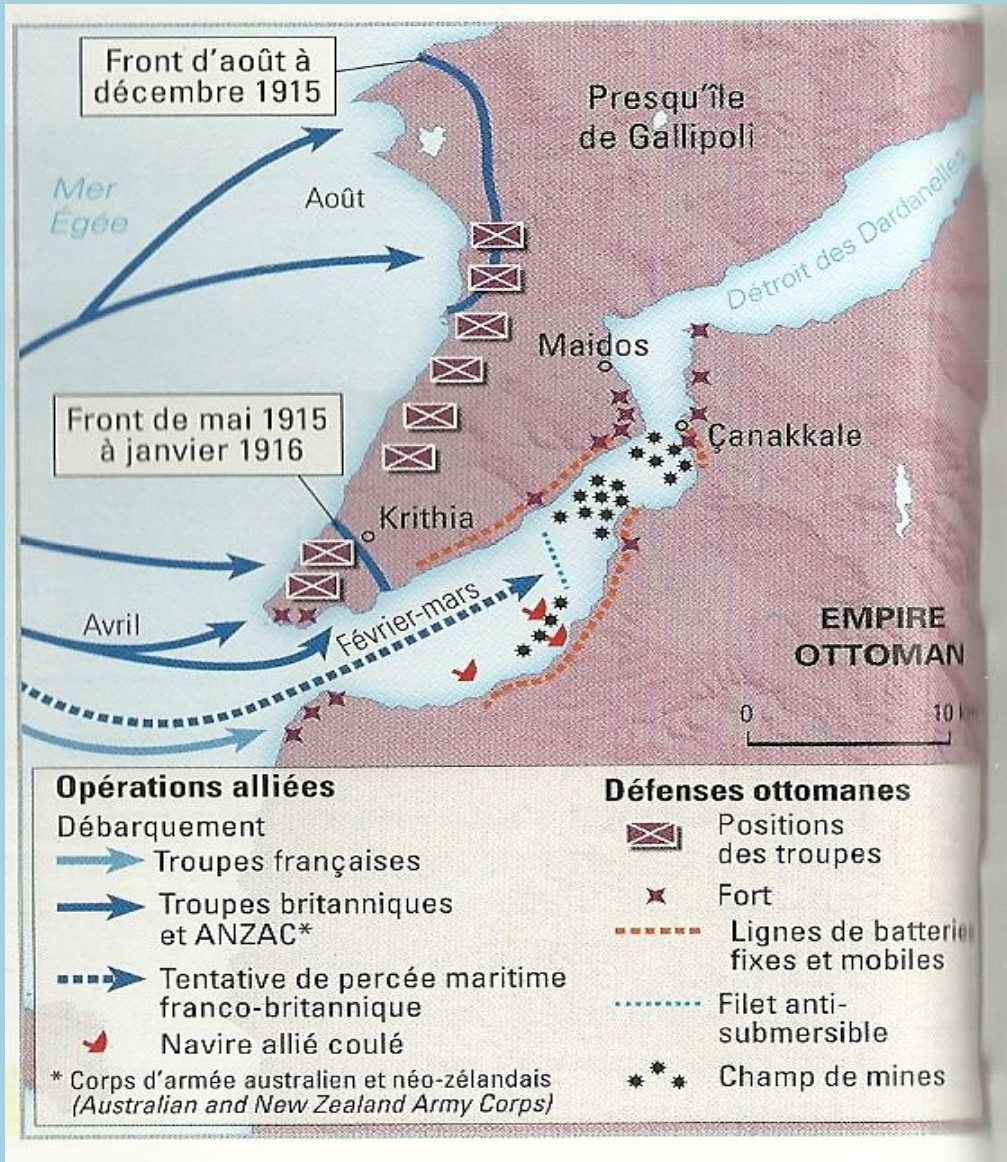 Front d'août à
décembre 1915
Presqu'île
de Gallipoli
Mer
Égée
Août
Détroit des Dardanelles
Maidos
Front de mai 1915
à janvier 1916
Çanakkale
Krithia
Avril
Février-mars
EMPIRE
OTTOMAN
0 10 km
Opérations alliées
Débarquement
Troupes françaises
Troupes britanniques
et ANZAC*
Tentative de percée maritime
franco-britannique
Navire allié coulé
* Corps d'armée australien et néo-zélandais
(Australian and New Zealand Army Corps)
Défenses ottomanes
Positions
des troupes
Fort
Lignes de batterie
fixes et mobiles
Filet anti-
submersible
Champ de mines